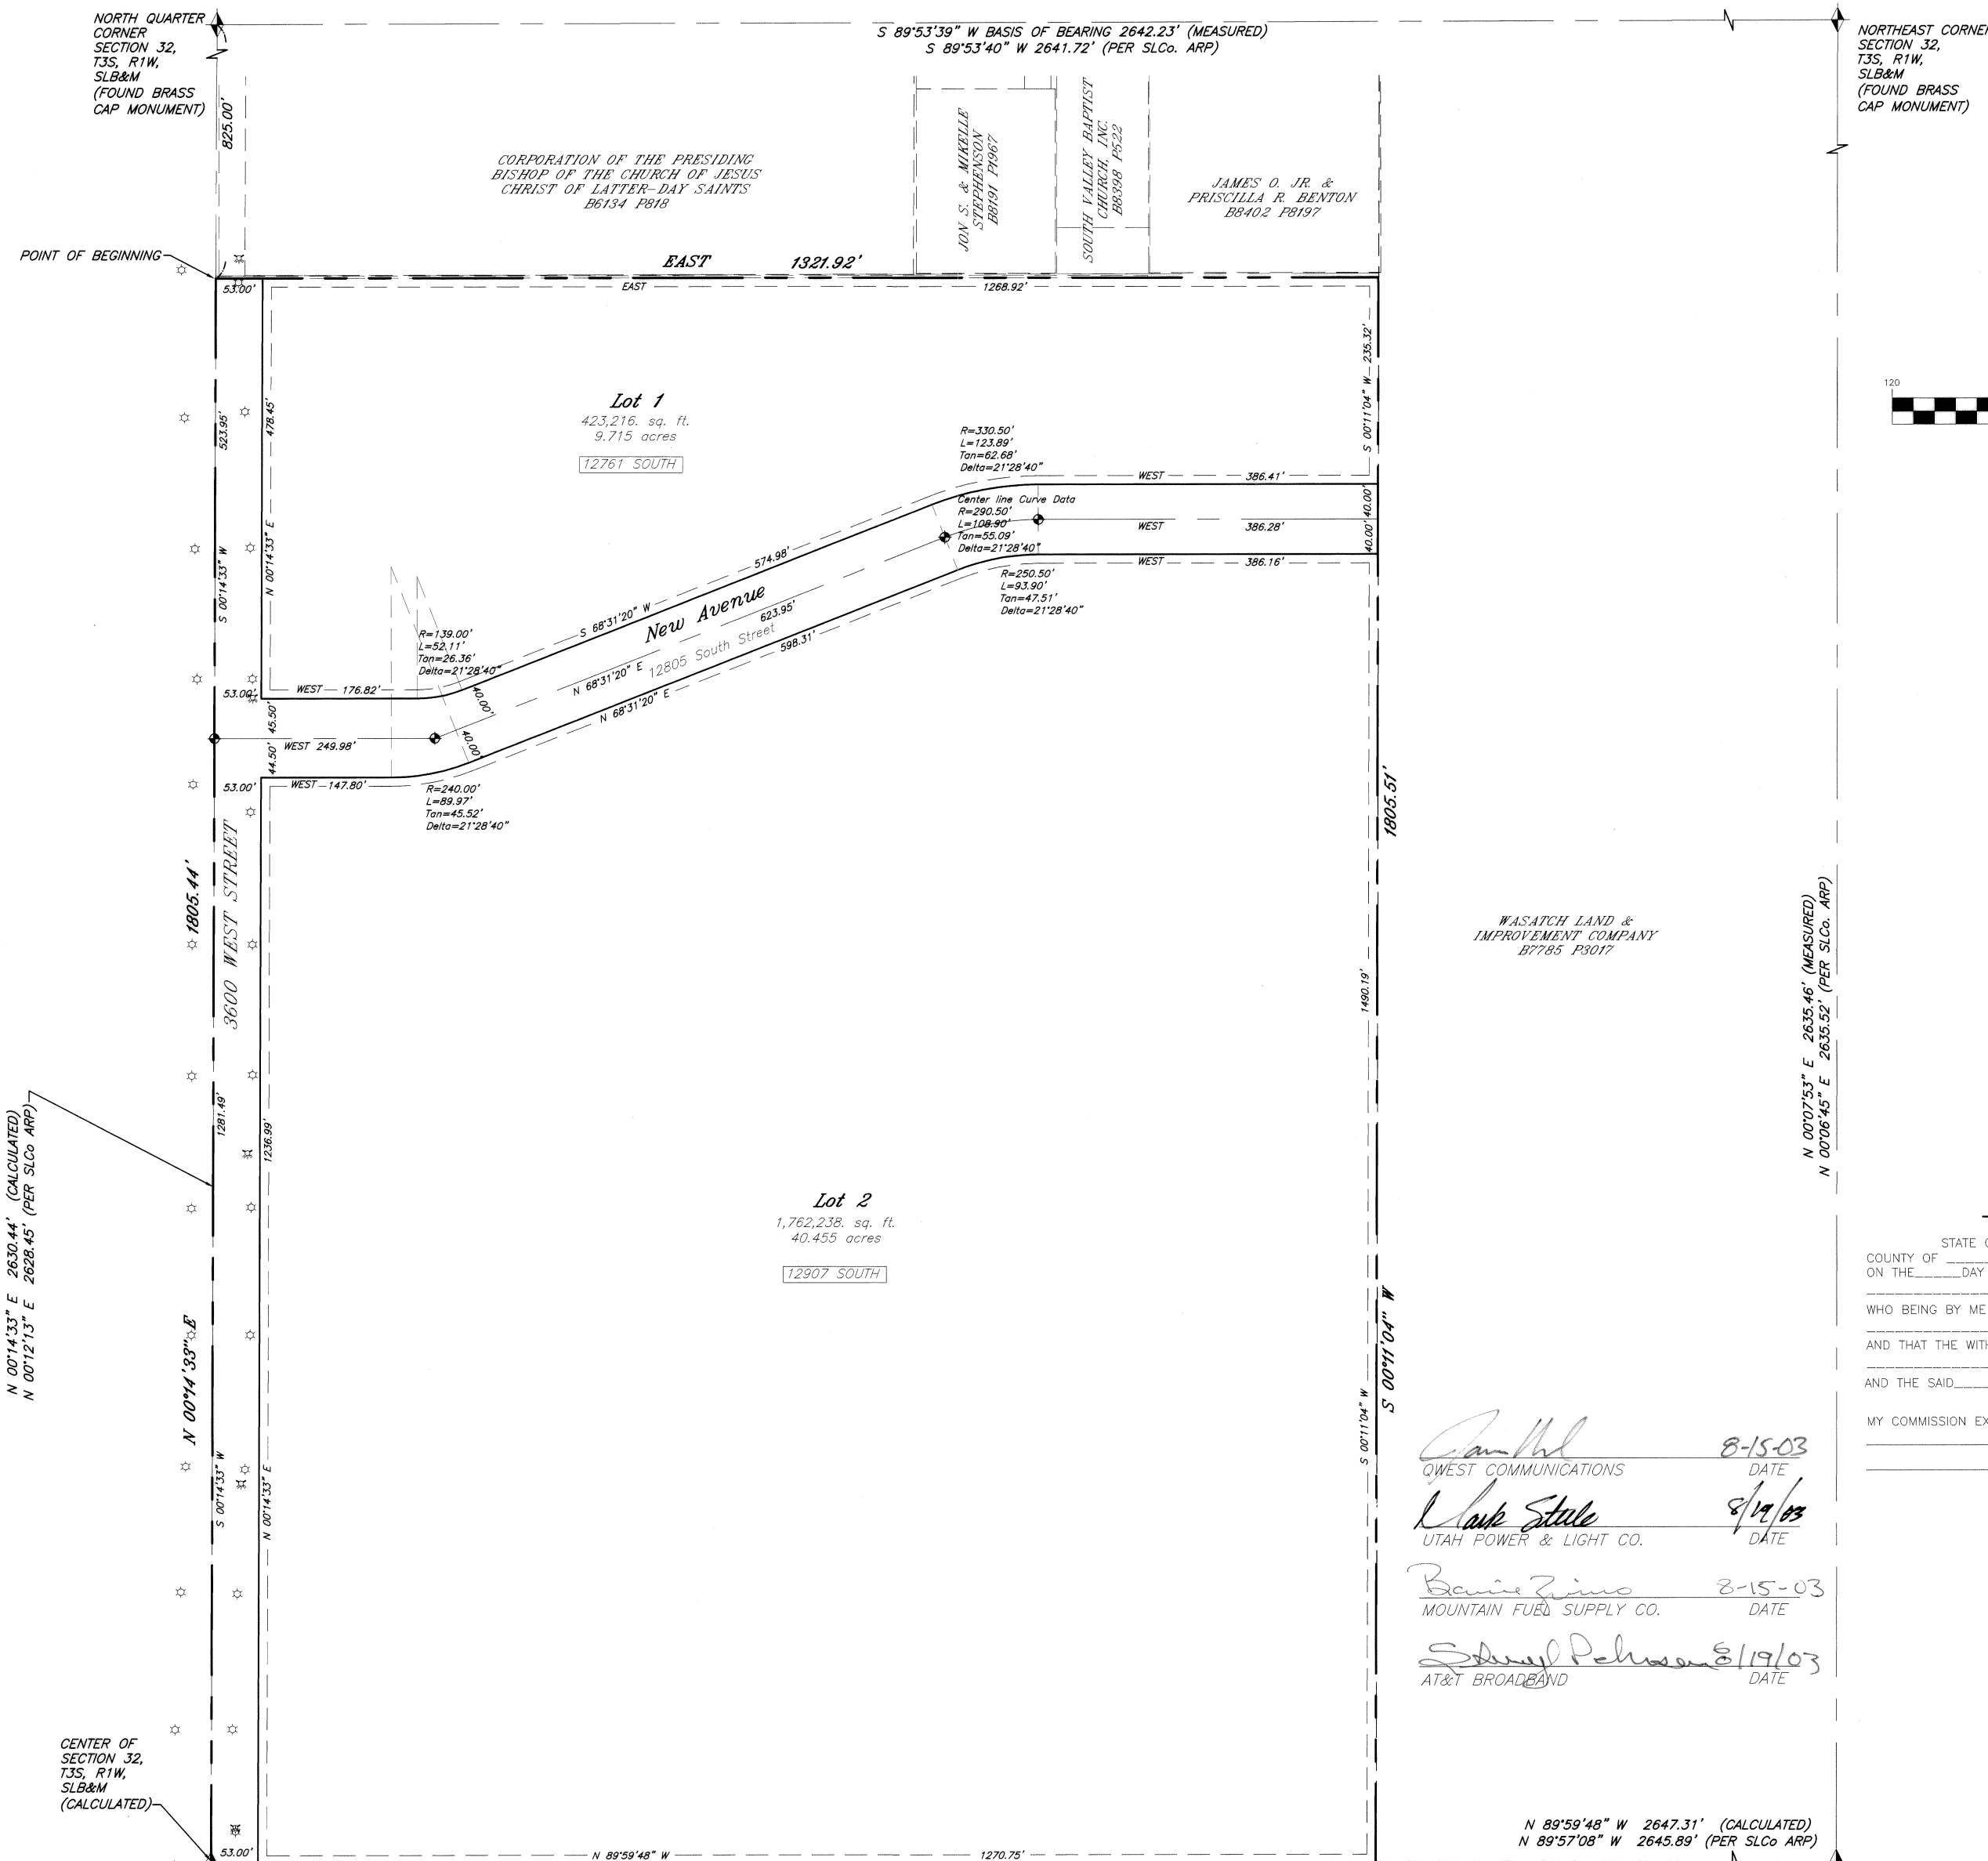 NORTH QUARTER
CORNER
SECTION 32,
T3S, R1W,
SLB&M
(FOUND BRASS
CAP MONUMENT)
S 89°53'39" W BASIS OF BEARING 2642.23' (MEASURED)
S 89°53'40" W 2641.72' (PER SLCo. ARP)
NORTHEAST CORNER
SECTION 32,
T3S, R1W,
SLB&M
(FOUND BRASS
CAP MONUMENT)
825.00'
CORPORATION OF THE PRESIDING
BISHOP OF THE CHURCH OF JESUS
CHRIST OF LATTER-DAY SAINTS
B6134 P818
JON S. & MIKELLE
STEPHENSON
B8191 P1967
SOUTH VALLEY BAPTIST
CHURCH, INC.
B8398 P522
JAMES O. JR. &
PRISCILLA R. BENTON
B8402 P8197
POINT OF BEGINNING
EAST 1321.92'
53.00'
EAST 1268.92'
S 00°11'04" W 235.32'
120
Lot 1
423,216. sq. ft.
9.715 acres
12761 SOUTH
523.95'
S 00°14'33" W
478.45'
N 00°14'33" E
R=330.50'
L=123.89'
Tan=62.68'
Delta=21°28'40"
WEST 386.41'
Center line Curve Data
R=290.50'
L=108.90'
Tan=55.09'
Delta=21°28'40"
WEST 386.28'
40.00' 40.00'
WEST 386.16'
R=250.50'
L=93.90'
Tan=47.51'
Delta=21°28'40"
S 68°31'20" W 574.98'
New Avenue
N 68°31'20" E 623.95'
12805 South Street
N 68°31'20" E 598.31'
R=139.00'
L=52.11'
Tan=26.36'
Delta=21°28'40"
53.00'
WEST 176.82'
40.00'
40.00'
45.50'
44.50'
WEST 249.98'
53.00'
WEST 147.80'
R=240.00'
L=89.97'
Tan=45.52'
Delta=21°28'40"
1805.44'
3600 WEST STREET
1805.51'
WASATCH LAND &
IMPROVEMENT COMPANY
B7785 P3017
N 00°07'53" E 2635.46' (MEASURED)
N 00°06'45" E 2635.52' (PER SLCo. ARP)
1490.19'
1281.49'
1236.99'
N 00°14'33" E 2630.44' (CALCULATED)
N 00°12'13" E 2628.45' (PER SLCo ARP)
Lot 2
1,762,238. sq. ft.
40.455 acres
12907 SOUTH
N 00°14'33" E
S 00°14'33" W
N 00°14'33" E
S 00°11'04" W
S 00°11'04" W
STATE
COUNTY OF
ON THE DAY
WHO BEING BY ME
AND THAT THE
AND THE SAID
MY COMMISSION
8-15-03
QWEST COMMUNICATIONS DATE
Mark Steele 8/19/03
UTAH POWER & LIGHT CO. DATE
8-15-03
MOUNTAIN FUEL SUPPLY CO. DATE
8/19/03
AT&T BROADBAND DATE
CENTER OF
SECTION 32,
T3S, R1W,
SLB&M
(CALCULATED)
53.00'
N 89°59'48" W 1270.75'
N 89°59'48" W 2647.31' (CALCULATED)
N 89°57'08" W 2645.89' (PER SLCo ARP)